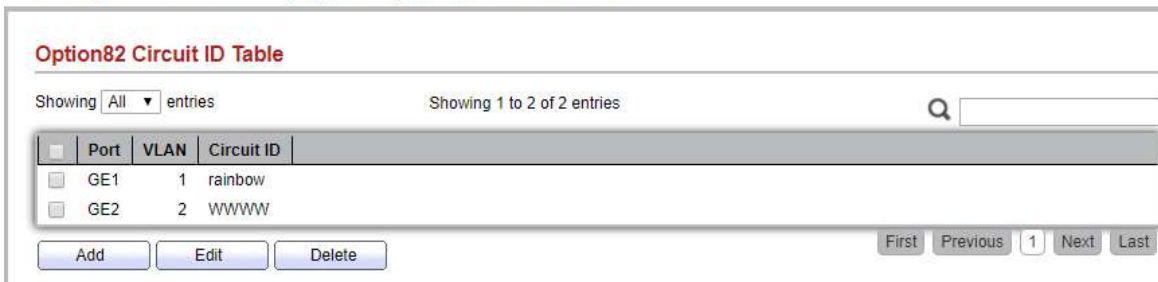 Option82 Circuit ID Table
Showing All entries Showing 1 to 2 of 2 entries
Port VLAN Circuit ID
GE1 1 rainbow
GE2 2 WWWW
Add Edit Delete First Previous 1 Next Last